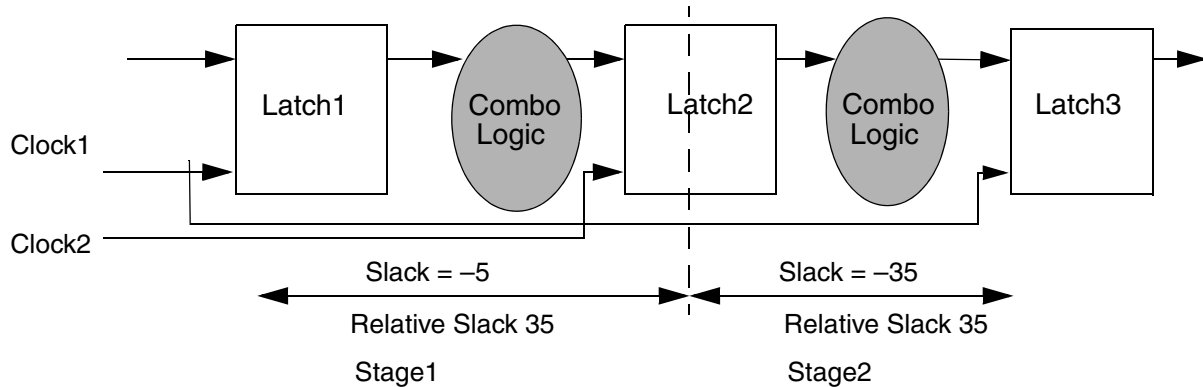 Latch1
Combo
Logic
Latch2
Combo
Logic
Latch3
Clock1
Clock2
Slack = –5
Slack = –35
Relative Slack 35
Relative Slack 35
Stage1
Stage2